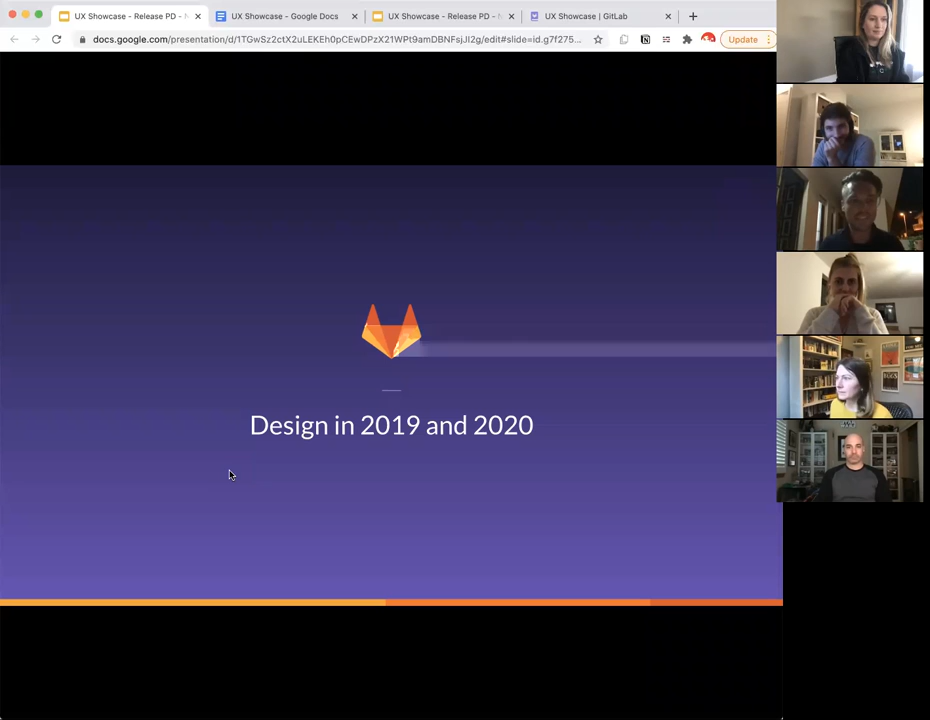 UX Showcase - Release PD - N
UX Showcase - Google Docs
UX Showcase - Release PD - N
UX Showcase | GitLab
docs.google.com/presentation/d/1TGwSz2ctX2uLEKEh0pCEwDPzX21WPt9amDBNFsjJI2g/edit#slide=id.g7f275...
Update
Design in 2019 and 2020